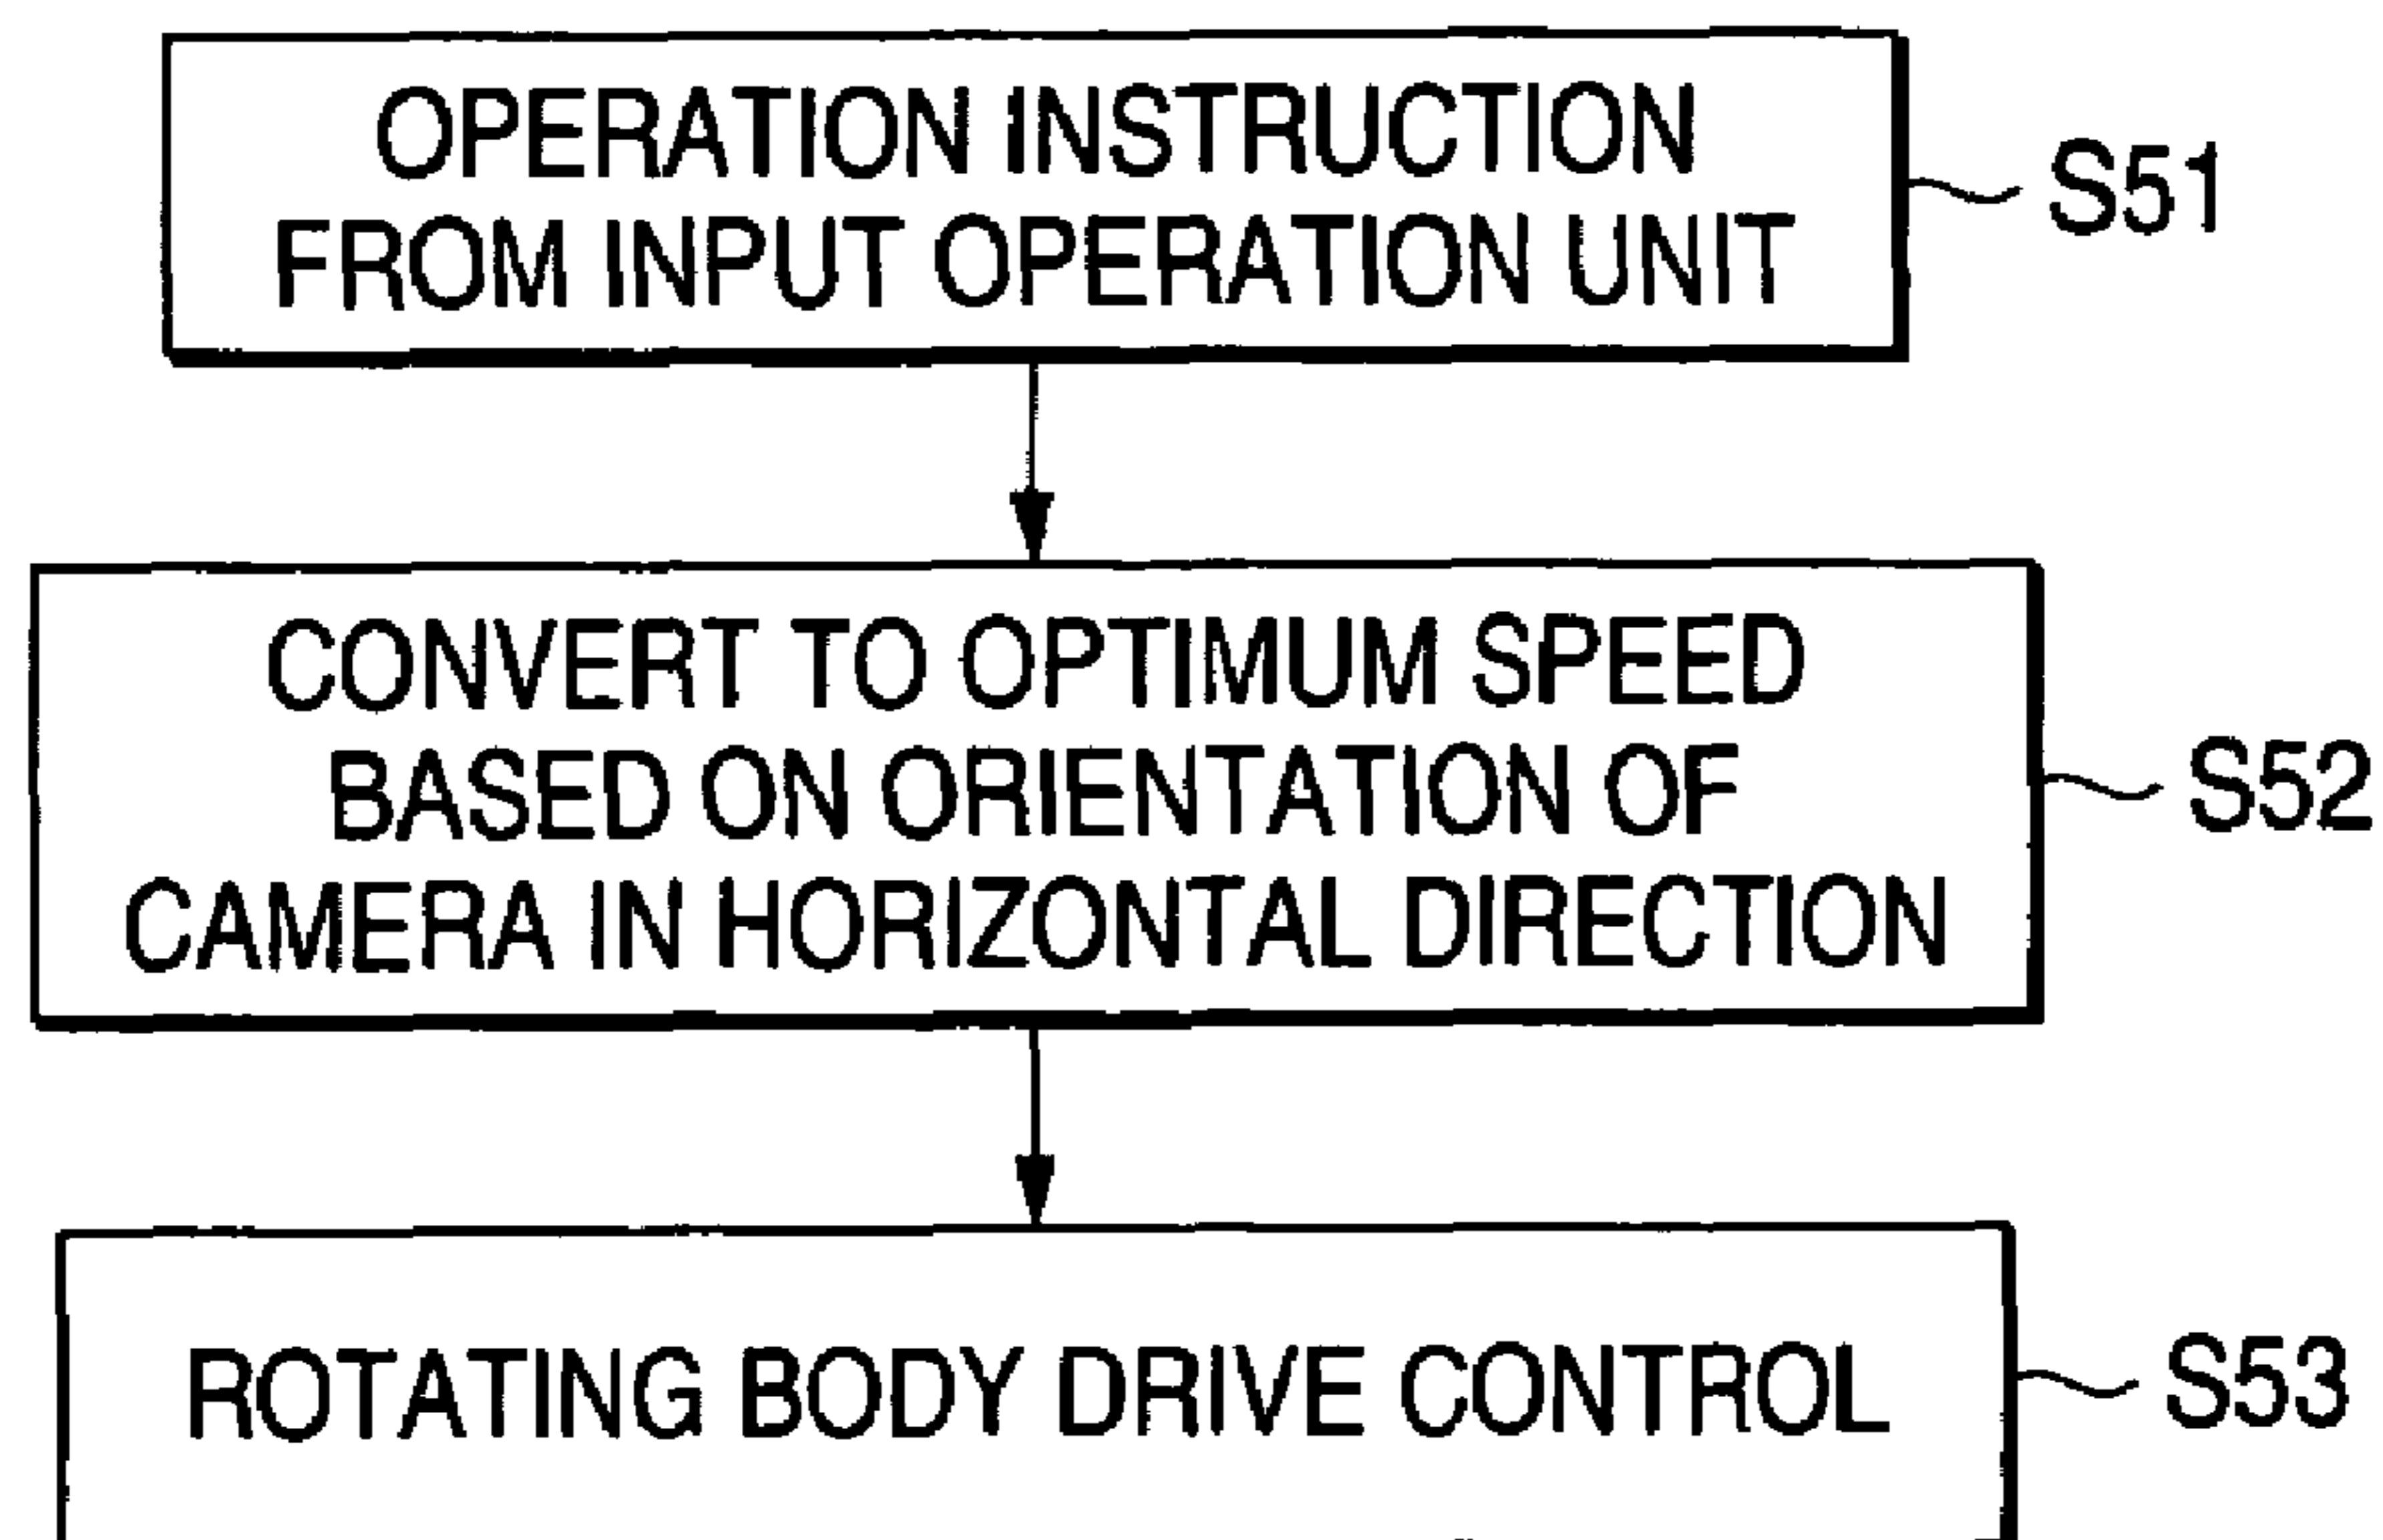 OPERATION INSTRUCTION
FROM INPUT OPERATION UNIT
S51
CONVERT TO OPTIMUM SPEED
BASED ON ORIENTATION OF
CAMERA IN HORIZONTAL DIRECTION
S52
ROTATING BODY DRIVE CONTROL
S53